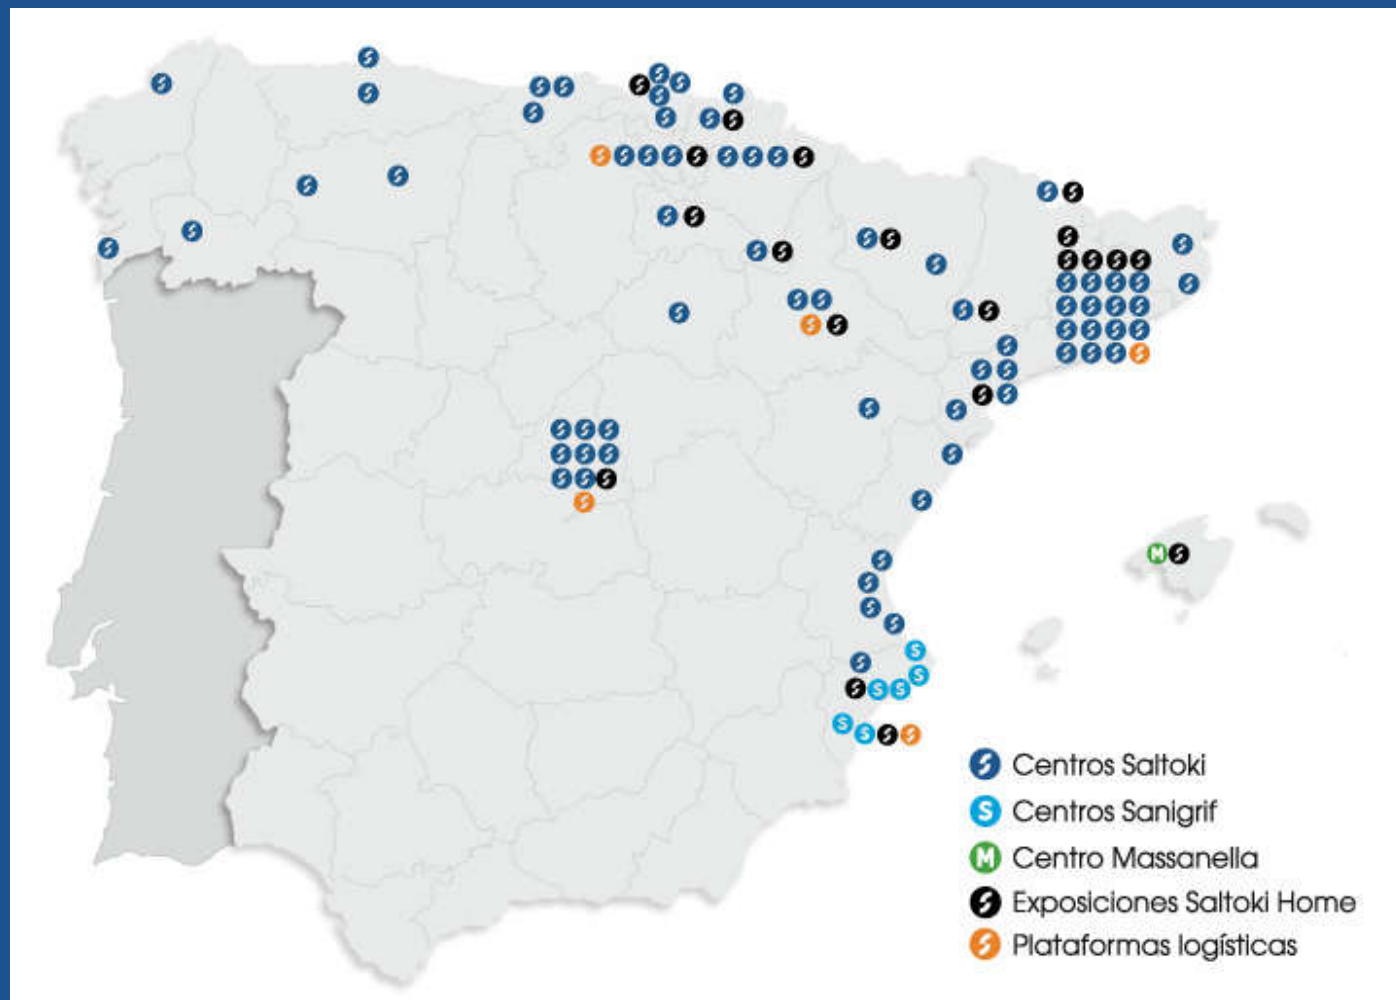 Centros Saltoki
Centros Sanigrif
Centro Massanella
Exposiciones Saltoki Home
Plataformas logísticas